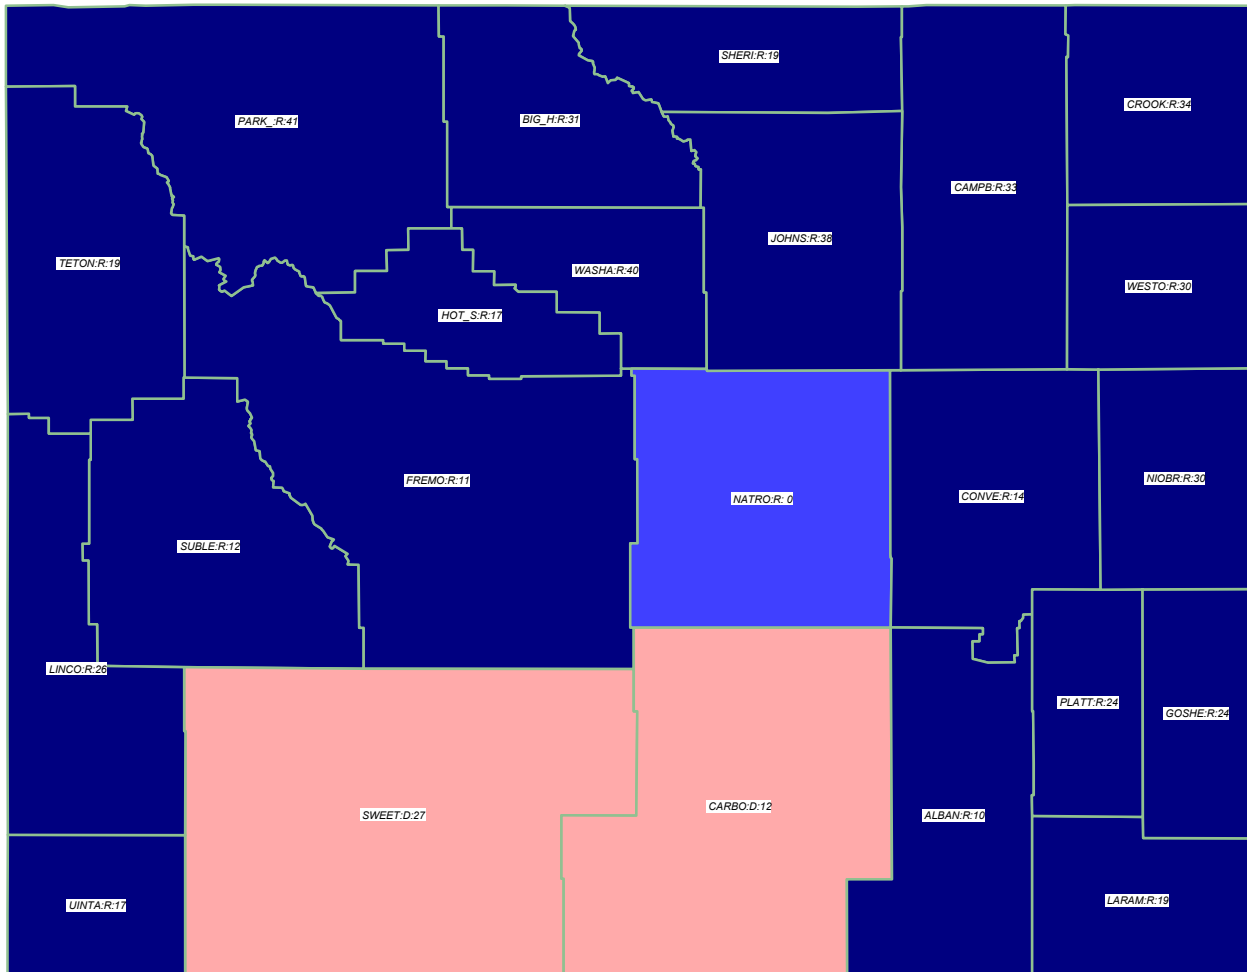 SHERI:R:19
CROOK:R:34
PARK_:R:41
BIG_H:R:31
CAMPB:R:33
JOHNS:R:38
TETON:R:19
WASHA:R:40
WESTO:R:30
HOT_S:R:17
FREMO:R:11
NIOBR:R:30
NATRO:R: 0
CONVE:R:14
SUBLE:R:12
LINCO:R:26
PLATT:R:24
GOSHE:R:24
CARBO:D:12
SWEET:D:27
ALBAN:R:10
LARAM:R:19
UINTA:R:17